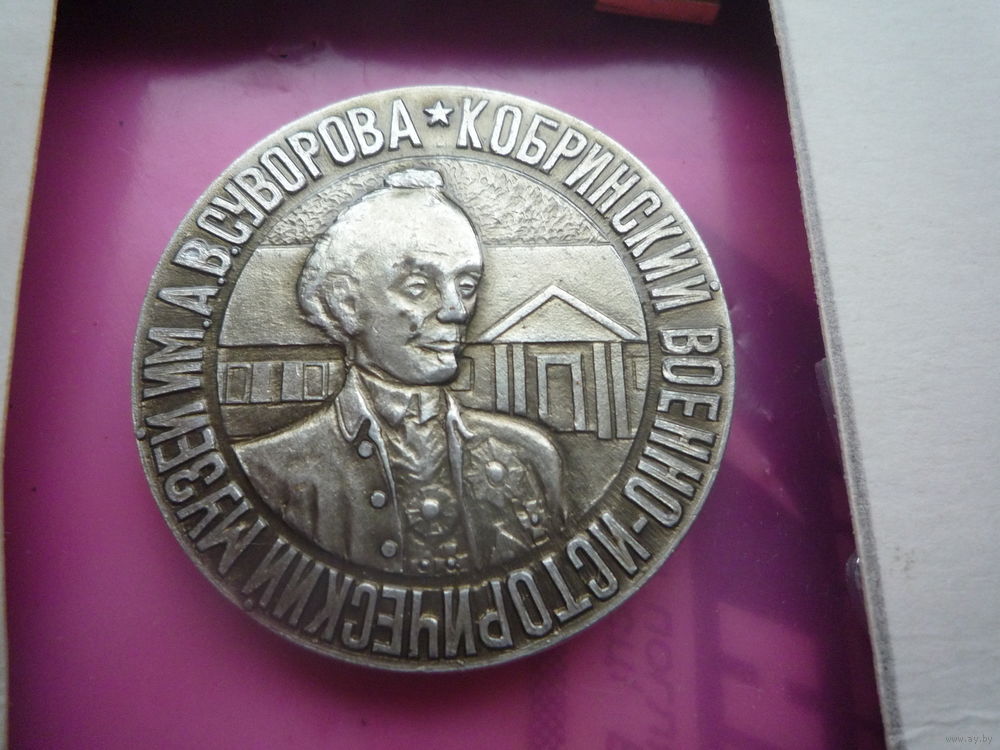 КОБРИНСКИЙ ВОЕННО-ИСТОРИЧЕСКИЙ МУЗЕЙ ИМ.А.В.СУВОРОВА
www.ay.by